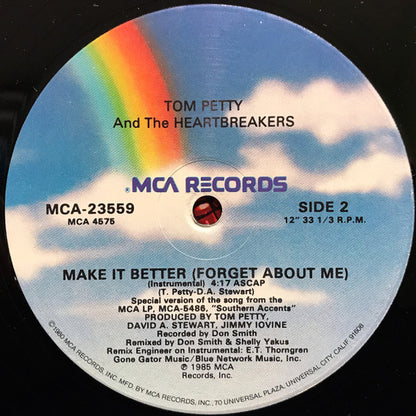 TOM PETTY
And The HEARTBREAKERS
®MCA RECORDS
MCA-23559
MCA 4575
SIDE 2
12" 33 1/3 R.P.M.
MAKE IT BETTER (FORGET ABOUT ME)
(Instrumental) 4:17 ASCAP
(T. Petty-D.A. Stewart)
Special version of the song from the
MCA LP, MCA-5486, "Southern Accents"
PRODUCED BY TOM PETTY,
DAVID A. STEWART, JIMMY IOVINE
Recorded by Don Smith
Remixed by Don Smith & Shelly Yakus
Remix Engineer on Instrumental: E.T. Thorngren
Gone Gator Music/Blue Network Music, Inc.
℗ 1985 MCA
Records, Inc.
©1980 MCA RECORDS, INC. MFD. BY MCA RECORDS, INC., 70 UNIVERSAL PLAZA, UNIVERSAL CITY, CALIF. 91608